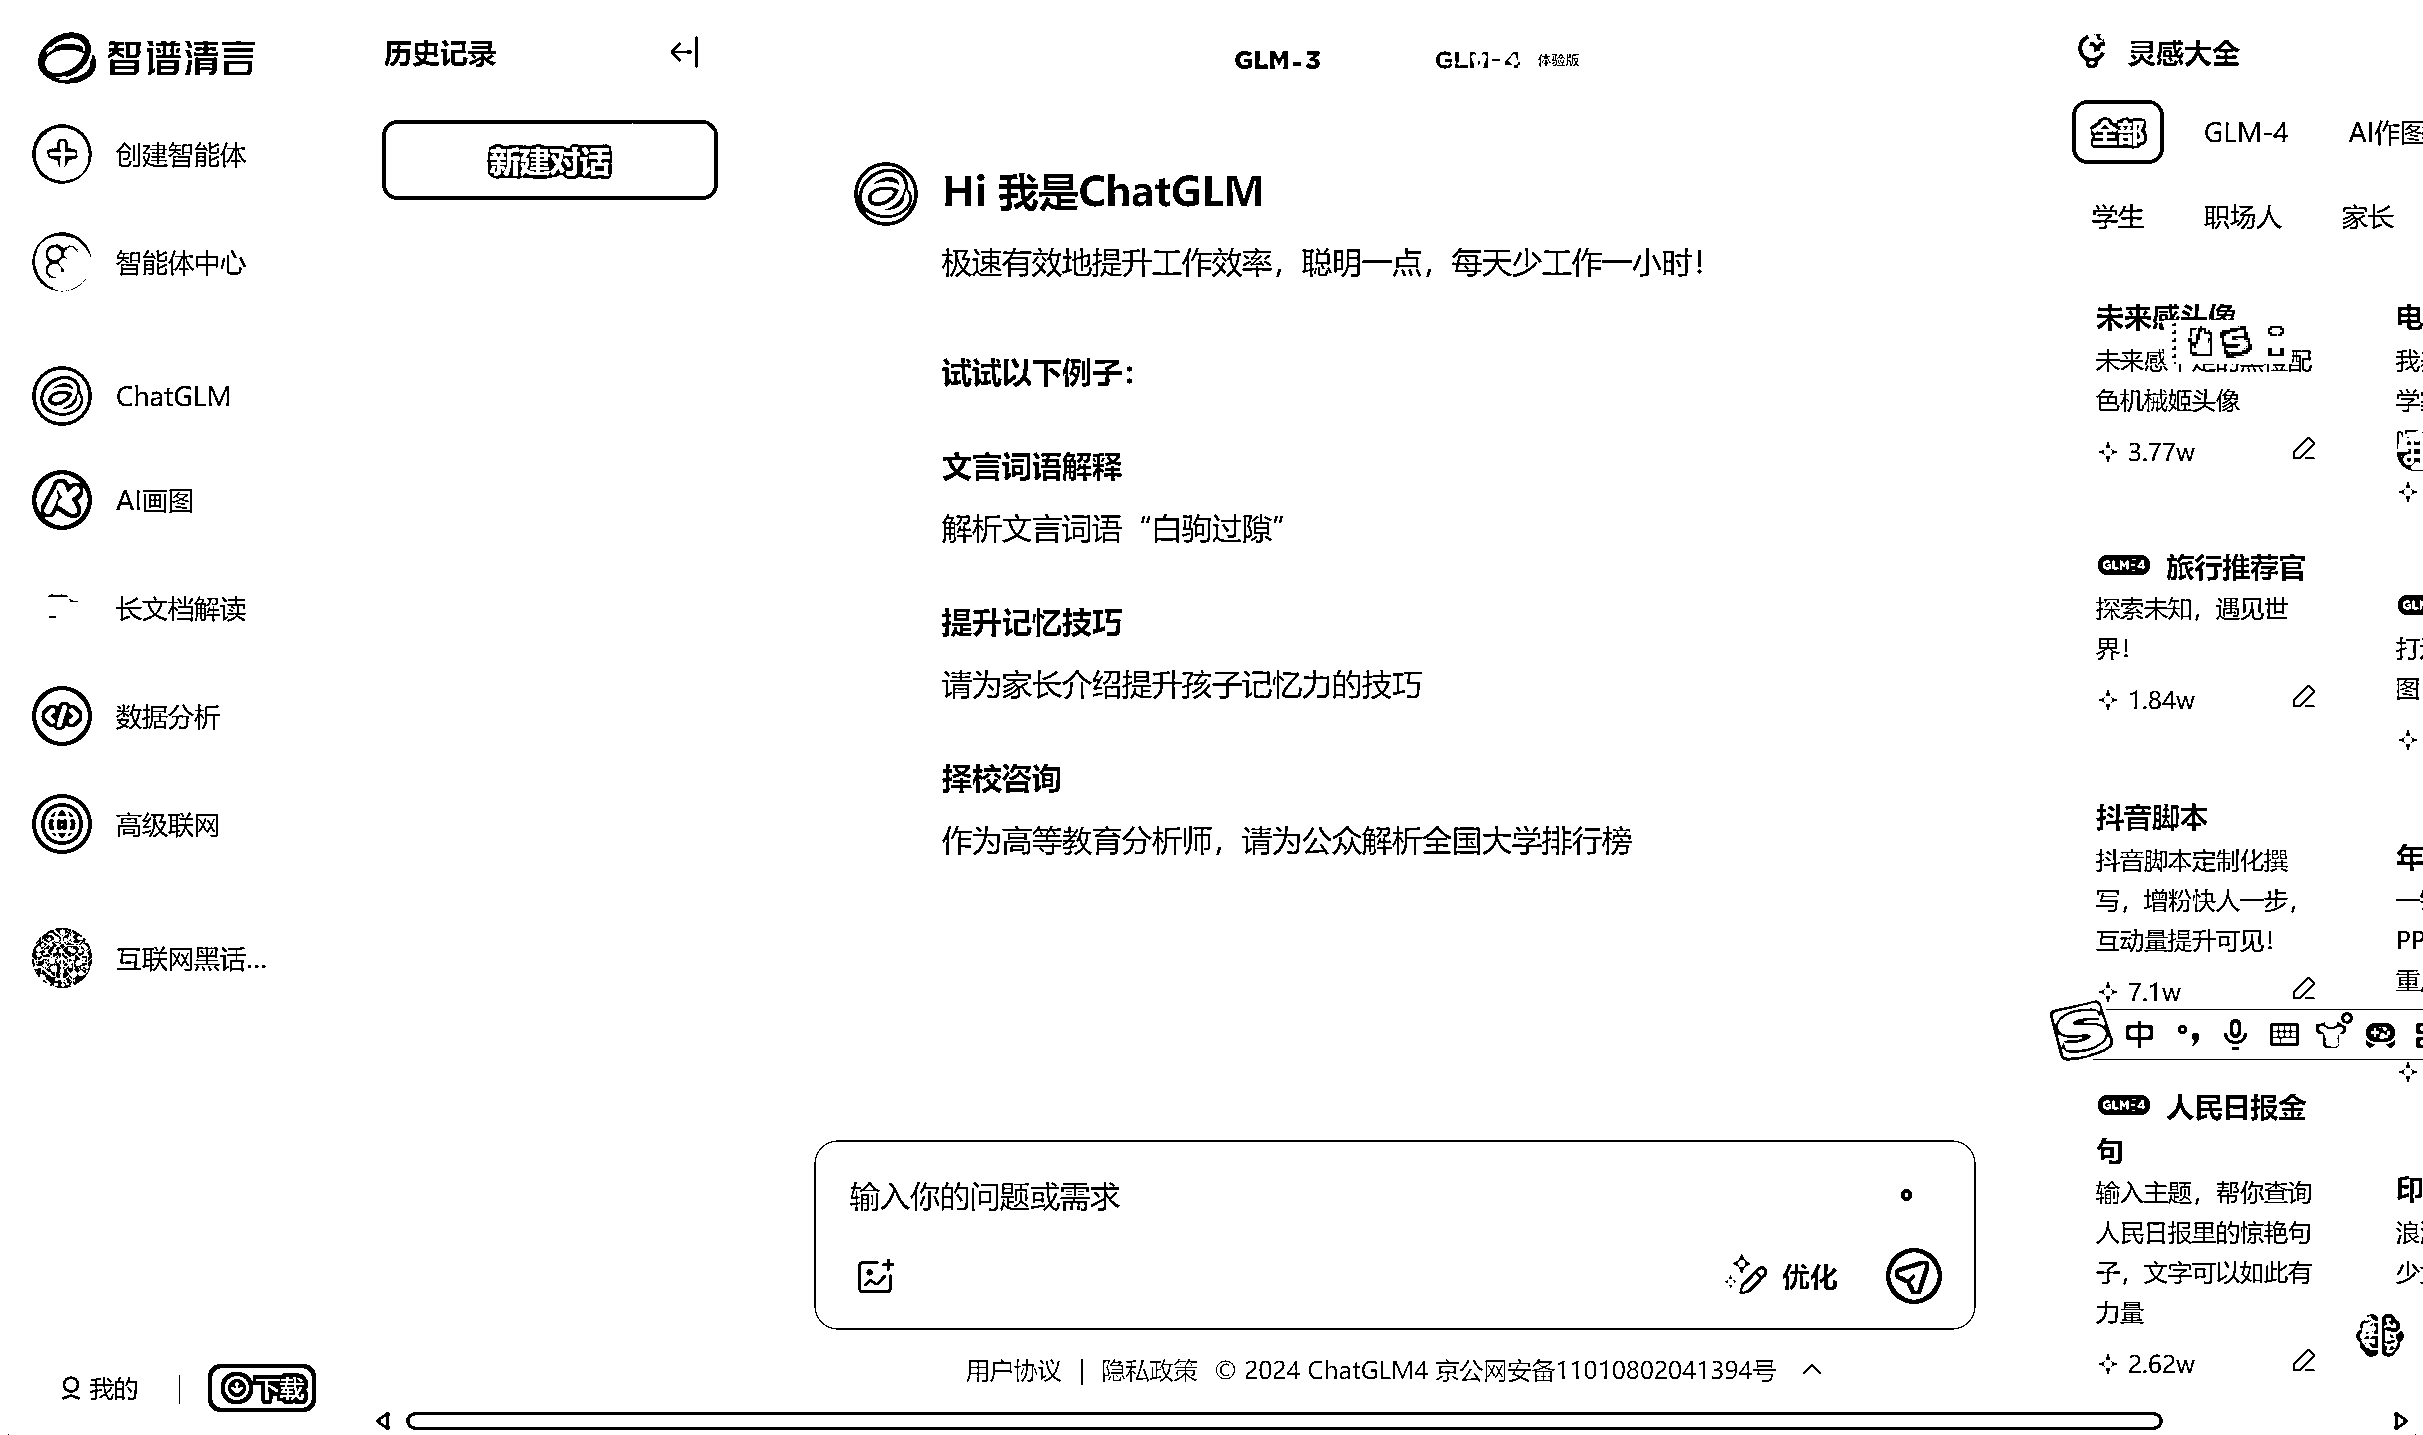 智谱清言
创建智能体
智能体中心
ChatGLM
AI画图
长文档解读
数据分析
高级联网
互联网黑话...
我的
下载
历史记录
新建对话
GLM-3
GLM-4 体验版
Hi 我是ChatGLM
极速有效地提升工作效率，聪明一点，每天少工作一小时！
试试以下例子：
文言词语解释
解析文言词语“白驹过隙”
提升记忆技巧
请为家长介绍提升孩子记忆力的技巧
择校咨询
作为高等教育分析师，请为公众解析全国大学排行榜
输入你的问题或需求
优化
用户协议 | 隐私政策 © 2024 ChatGLM4 京公网安备11010802041394号
灵感大全
全部 GLM-4 AI作图
学生 职场人 家长
未来感头像
未来感 配
色机械姬头像
3.77w
GLM-4 旅行推荐官
探索未知，遇见世
界！
1.84w
抖音脚本
抖音脚本定制化撰
写，增粉快人一步，
互动量提升可见！
7.1w
中
GLM-4 人民日报金
句
输入主题，帮你查询
人民日报里的惊艳句
子，文字可以如此有
力量
2.62w
电
我
学
打
图
年
一
PP
重
印
浪
少